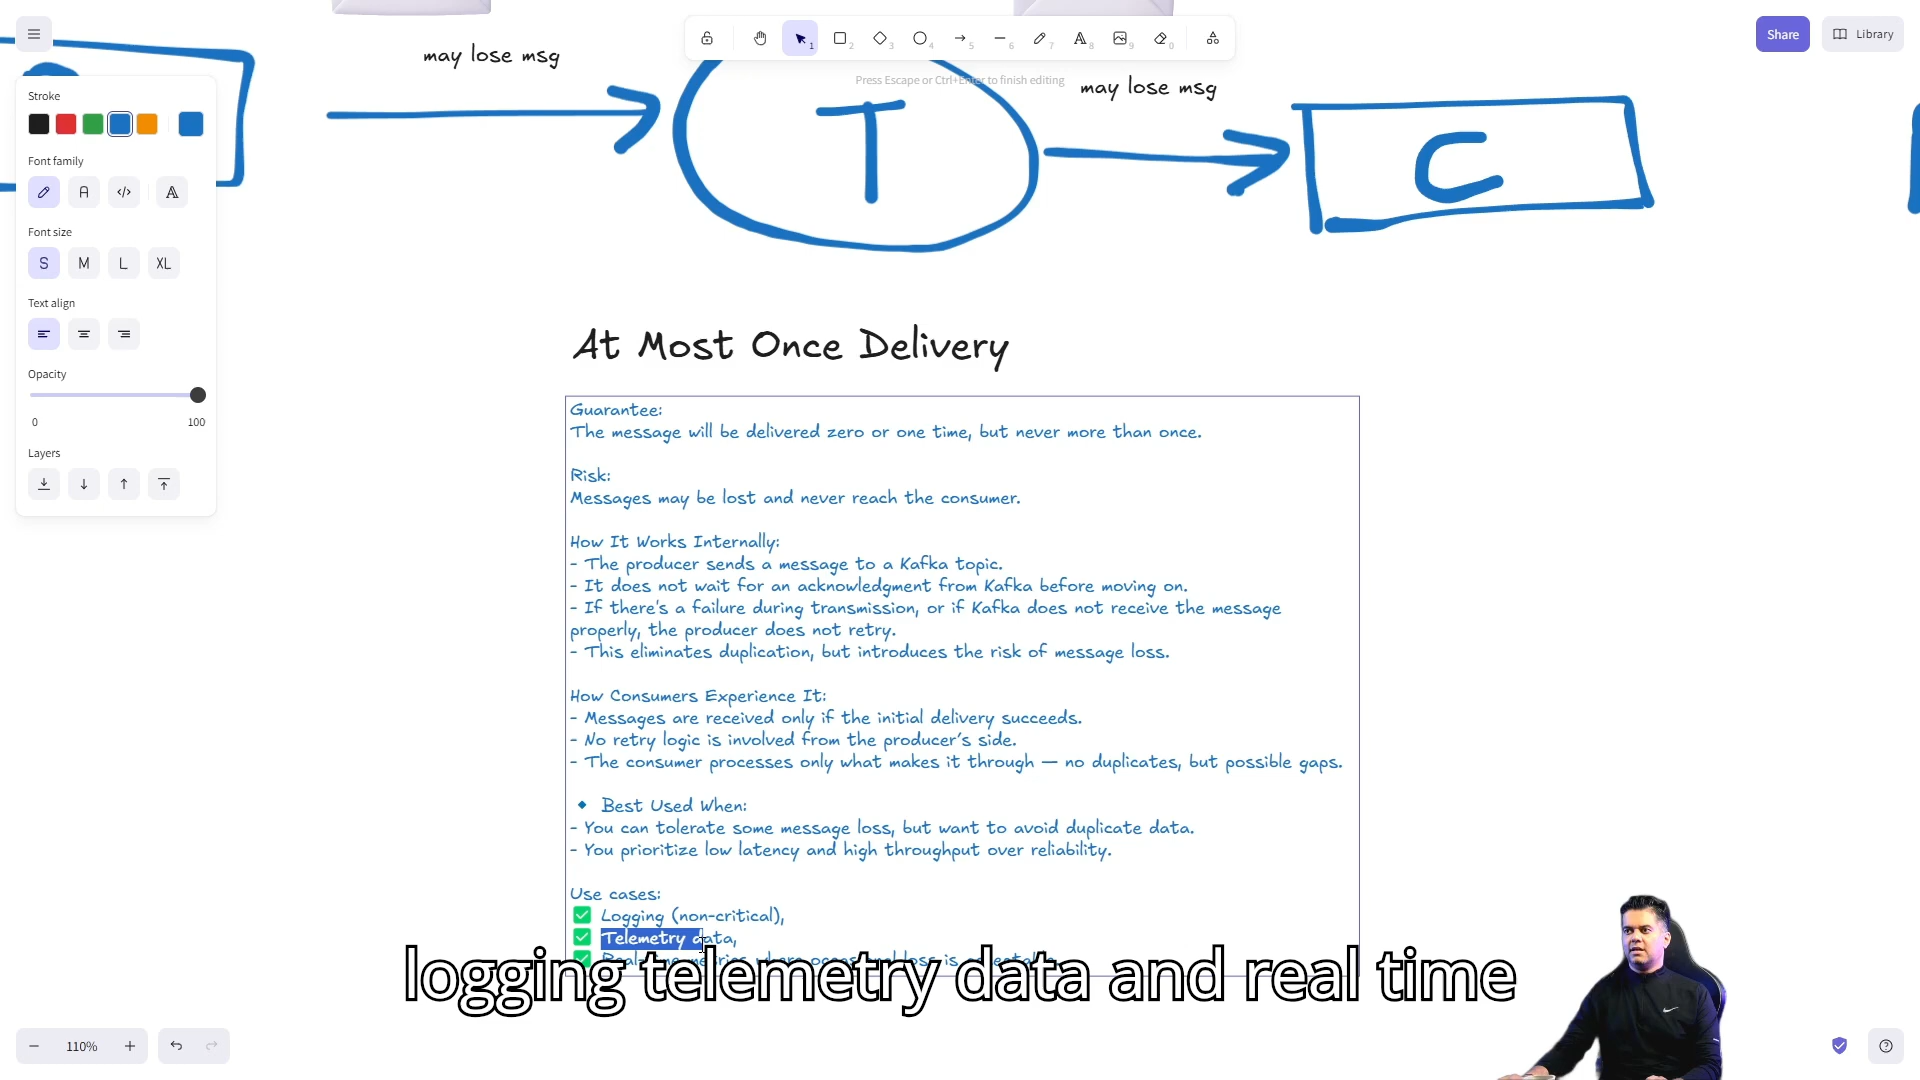 may lose msg
Share
Library
Press Escape or Ctrl+Enter to finish editing
may lose msg
T
C
Stroke
Font family
Font size
S M L XL
Text align
Opacity
0 100
Layers
At Most Once Delivery
Guarantee:
The message will be delivered zero or one time, but never more than once.
Risk:
Messages may be lost and never reach the consumer.
How It Works Internally:
- The producer sends a message to a Kafka topic.
- It does not wait for an acknowledgment from Kafka before moving on.
- If there's a failure during transmission, or if Kafka does not receive the message
properly, the producer does not retry.
- This eliminates duplication, but introduces the risk of message loss.
How Consumers Experience It:
- Messages are received only if the initial delivery succeeds.
- No retry logic is involved from the producer's side.
- The consumer processes only what makes it through — no duplicates, but possible gaps.
🔹 Best Used When:
- You can tolerate some message loss, but want to avoid duplicate data.
- You prioritize low latency and high throughput over reliability.
Use cases:
✅ Logging (non-critical),
✅ Telemetry data,
✅ Real-time metrics where occasional loss is acceptable.
logging telemetry data and real time
110%